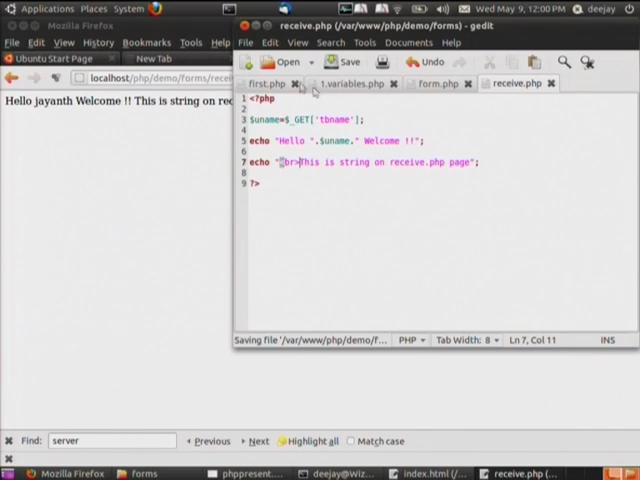 Applications Places System Wed May 9, 12:00 PM deejay
Mozilla Firefox
receive.php (/var/www/php/demo/forms) - gedit
File Edit View History Bookmarks
File Edit View Search Tools Documents Help
Ubuntu Start Page New Tab
Open Save Undo
localhost/php/demo/forms/recei
first.php 1.variables.php form.php receive.php
Hello jayanth Welcome !! This is string on rec
1 <?php
2
3 $uname=$_GET['tbname'];
4
5 echo "Hello ".$uname." Welcome !!";
6
7 echo "<br>This is string on receive.php page";
8
9 ?>
Saving file '/var/www/php/demo/f... PHP Tab Width: 8 Ln 7, Col 11 INS
Find: server Previous Next Highlight all Match case
Mozilla Firefox forms phppresent.... deejay@Wiz... index.html (/... receive.php (...